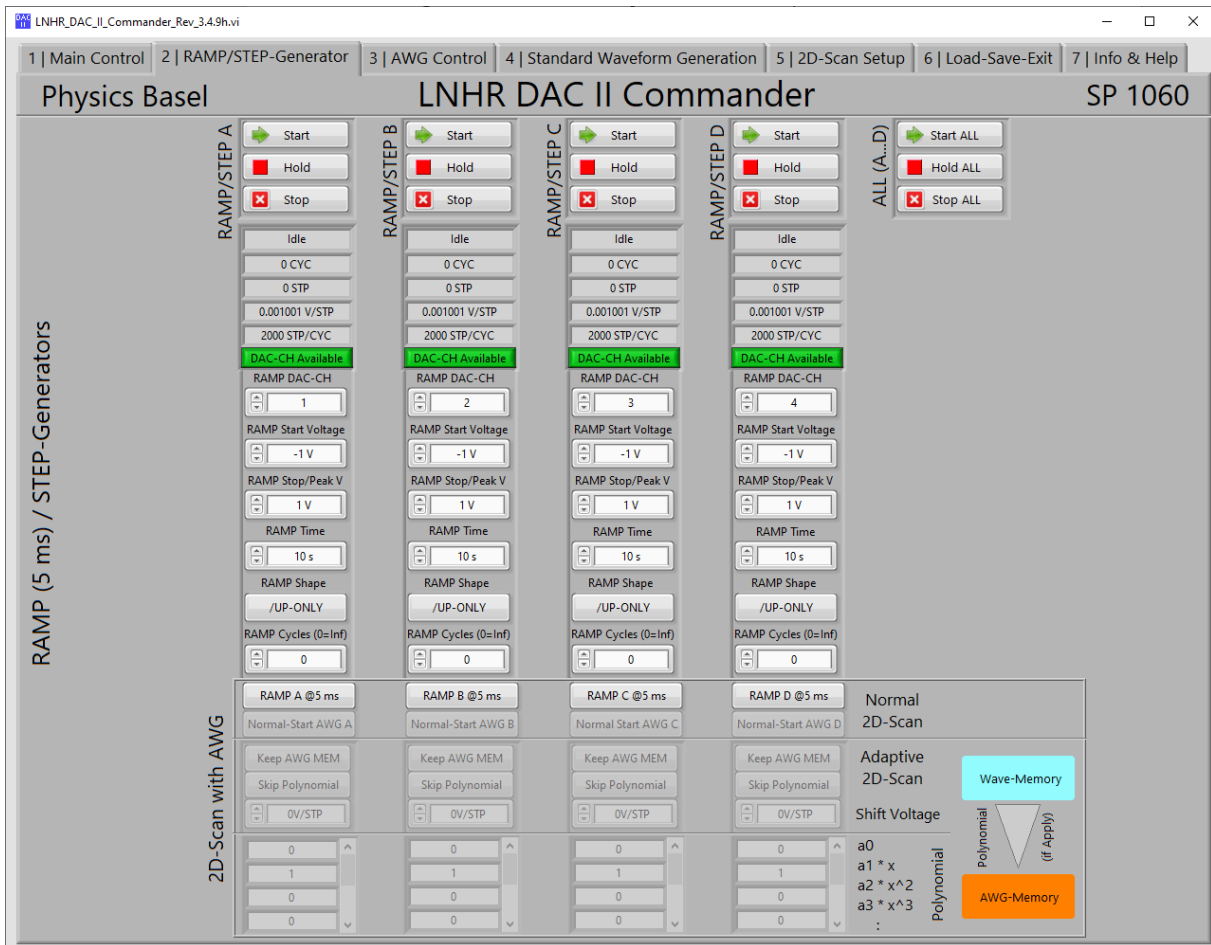 LNHR_DAC_II_Commander_Rev_3.4.9h.vi
1 | Main Control 2 | RAMP/STEP-Generator 3 | AWG Control 4 | Standard Waveform Generation 5 | 2D-Scan Setup 6 | Load-Save-Exit 7 | Info & Help
Physics Basel LNHR DAC II Commander SP 1060
RAMP (5 ms) / STEP-Generators
RAMP/STEP A
Start
Hold
Stop
Idle
0 CYC
0 STP
0.001001 V/STP
2000 STP/CYC
DAC-CH Available
RAMP DAC-CH
1
RAMP Start Voltage
-1 V
RAMP Stop/Peak V
1 V
RAMP Time
10 s
RAMP Shape
/UP-ONLY
RAMP Cycles (0=Inf)
0
RAMP/STEP B
Start
Hold
Stop
Idle
0 CYC
0 STP
0.001001 V/STP
2000 STP/CYC
DAC-CH Available
RAMP DAC-CH
2
RAMP Start Voltage
-1 V
RAMP Stop/Peak V
1 V
RAMP Time
10 s
RAMP Shape
/UP-ONLY
RAMP Cycles (0=Inf)
0
RAMP/STEP C
Start
Hold
Stop
Idle
0 CYC
0 STP
0.001001 V/STP
2000 STP/CYC
DAC-CH Available
RAMP DAC-CH
3
RAMP Start Voltage
-1 V
RAMP Stop/Peak V
1 V
RAMP Time
10 s
RAMP Shape
/UP-ONLY
RAMP Cycles (0=Inf)
0
RAMP/STEP D
Start
Hold
Stop
Idle
0 CYC
0 STP
0.001001 V/STP
2000 STP/CYC
DAC-CH Available
RAMP DAC-CH
4
RAMP Start Voltage
-1 V
RAMP Stop/Peak V
1 V
RAMP Time
10 s
RAMP Shape
/UP-ONLY
RAMP Cycles (0=Inf)
0
ALL (A...D)
Start ALL
Hold ALL
Stop ALL
2D-Scan with AWG
RAMP A @5 ms RAMP B @5 ms RAMP C @5 ms RAMP D @5 ms Normal
Normal-Start AWG A Normal-Start AWG B Normal Start AWG C Normal-Start AWG D 2D-Scan
Keep AWG MEM Keep AWG MEM Keep AWG MEM Keep AWG MEM Adaptive
Skip Polynomial Skip Polynomial Skip Polynomial Skip Polynomial 2D-Scan
0V/STP 0V/STP 0V/STP 0V/STP Shift Voltage
0 0 0 0 a0
1 1 1 1 a1 * x
0 0 0 0 a2 * x^2
0 0 0 0 a3 * x^3
:
Polynomial
Wave-Memory
Polynomial
(if Apply)
AWG-Memory